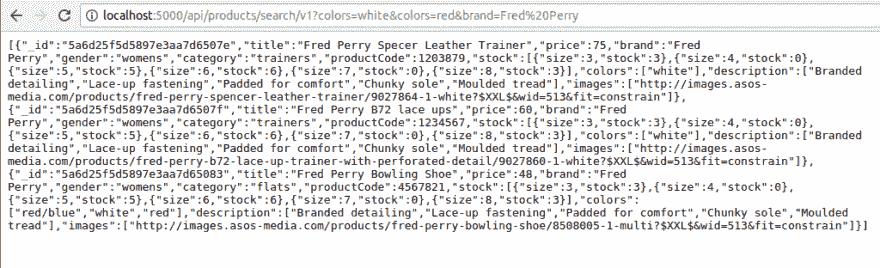 localhost:5000/api/products/search/v1?colors=white&colors=red&brand=Fred%20Perry
[{"_id":"5a6d25f5d5897e3aa7d6507e","title":"Fred Perry Specer Leather Trainer","price":75,"brand":"Fred
Perry","gender":"womens","category":"trainers","productCode":1203879,"stock":[{"size":3,"stock":3},{"size":4,"stock":0},
{"size":5,"stock":5},{"size":6,"stock":6},{"size":7,"stock":0},{"size":8,"stock":3}],"colors":["white"],"description":["Branded
detailing","Lace-up fastening","Padded for comfort","Chunky sole","Moulded tread"],"images":["http://images.asos-
media.com/products/fred-perry-spencer-leather-trainer/9027864-1-white?$XXL$&wid=513&fit=constrain"]},
{"_id":"5a6d25f5d5897e3aa7d6507f","title":"Fred Perry B72 lace ups","price":60,"brand":"Fred
Perry","gender":"womens","category":"trainers","productCode":1234567,"stock":[{"size":3,"stock":3},{"size":4,"stock":0},
{"size":5,"stock":5},{"size":6,"stock":6},{"size":7,"stock":0},{"size":8,"stock":3}],"colors":["white"],"description":["Branded
detailing","Lace-up fastening","Padded for comfort","Chunky sole","Moulded tread"],"images":["http://images.asos-
media.com/products/fred-perry-b72-lace-up-trainer-with-perforated-detail/9027860-1-white?$XXL$&wid=513&fit=constrain"]},
{"_id":"5a6d25f5d5897e3aa7d65083","title":"Fred Perry Bowling Shoe","price":48,"brand":"Fred
Perry","gender":"womens","category":"flats","productCode":4567821,"stock":[{"size":3,"stock":3},{"size":4,"stock":0},
{"size":5,"stock":5},{"size":6,"stock":6},{"size":7,"stock":0},{"size":8,"stock":3}],"colors":
["red/blue","white","red"],"description":["Branded detailing","Lace-up fastening","Padded for comfort","Chunky sole","Moulded
tread"],"images":["http://images.asos-media.com/products/fred-perry-bowling-shoe/8508005-1-multi?$XXL$&wid=513&fit=constrain"]}]